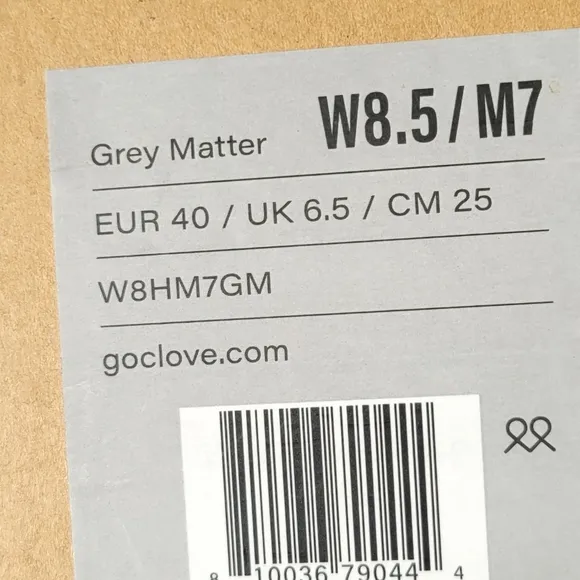 Grey Matter W8.5 / M7
EUR 40 / UK 6.5 / CM 25
W8HM7GM
goclove.com
8 10036 79044 4